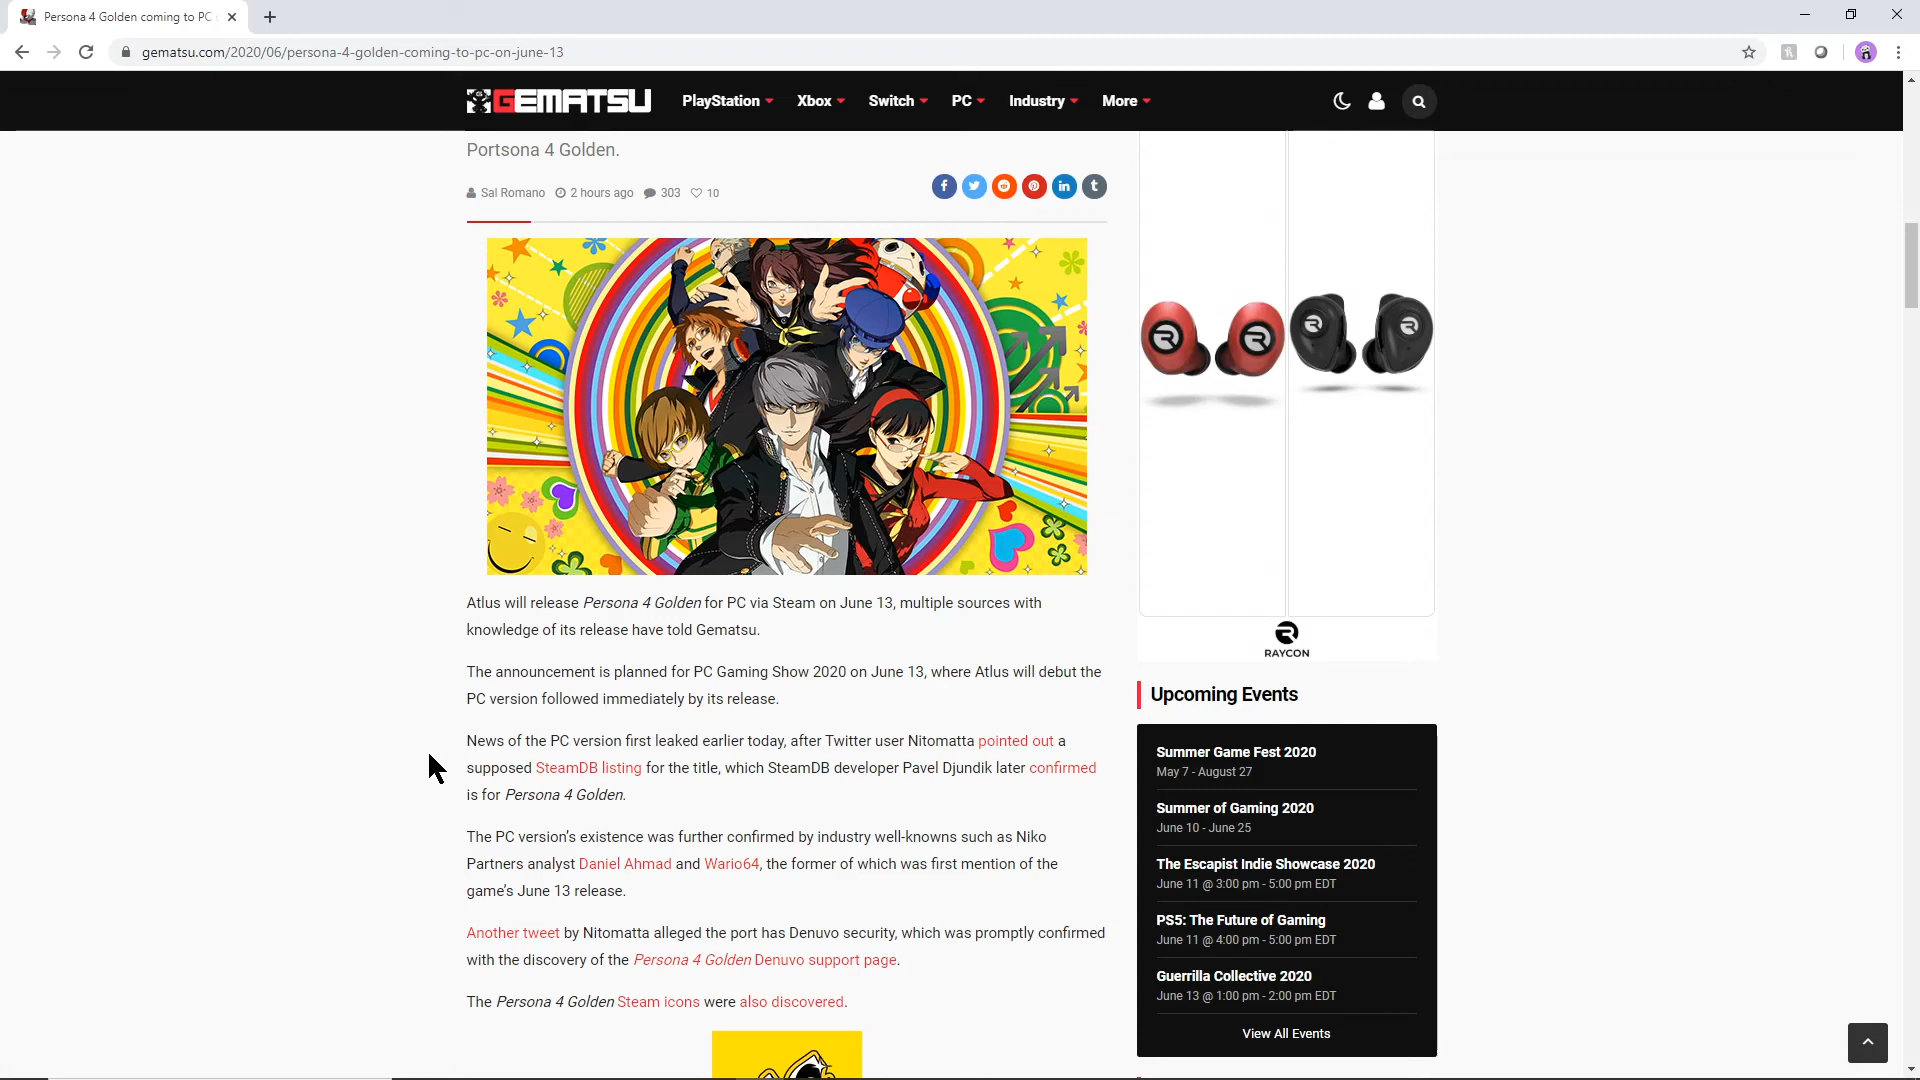 Persona 4 Golden coming to PC
gematsu.com/2020/06/persona-4-golden-coming-to-pc-on-june-13
GEMATSU
PlayStation
Xbox
Switch
PC
Industry
More
Portsona 4 Golden.
Sal Romano
2 hours ago
303
10
Atlus will release Persona 4 Golden for PC via Steam on June 13, multiple sources with
knowledge of its release have told Gematsu.
The announcement is planned for PC Gaming Show 2020 on June 13, where Atlus will debut the
PC version followed immediately by its release.
News of the PC version first leaked earlier today, after Twitter user Nitomatta pointed out a
supposed SteamDB listing for the title, which SteamDB developer Pavel Djundik later confirmed
is for Persona 4 Golden.
The PC version's existence was further confirmed by industry well-knowns such as Niko
Partners analyst Daniel Ahmad and Wario64, the former of which was first mention of the
game's June 13 release.
Another tweet by Nitomatta alleged the port has Denuvo security, which was promptly confirmed
with the discovery of the Persona 4 Golden Denuvo support page.
The Persona 4 Golden Steam icons were also discovered.
RAYCON
Upcoming Events
Summer Game Fest 2020
May 7 - August 27
Summer of Gaming 2020
June 10 - June 25
The Escapist Indie Showcase 2020
June 11 @ 3:00 pm - 5:00 pm EDT
PS5: The Future of Gaming
June 11 @ 4:00 pm - 5:00 pm EDT
Guerrilla Collective 2020
June 13 @ 1:00 pm - 2:00 pm EDT
View All Events